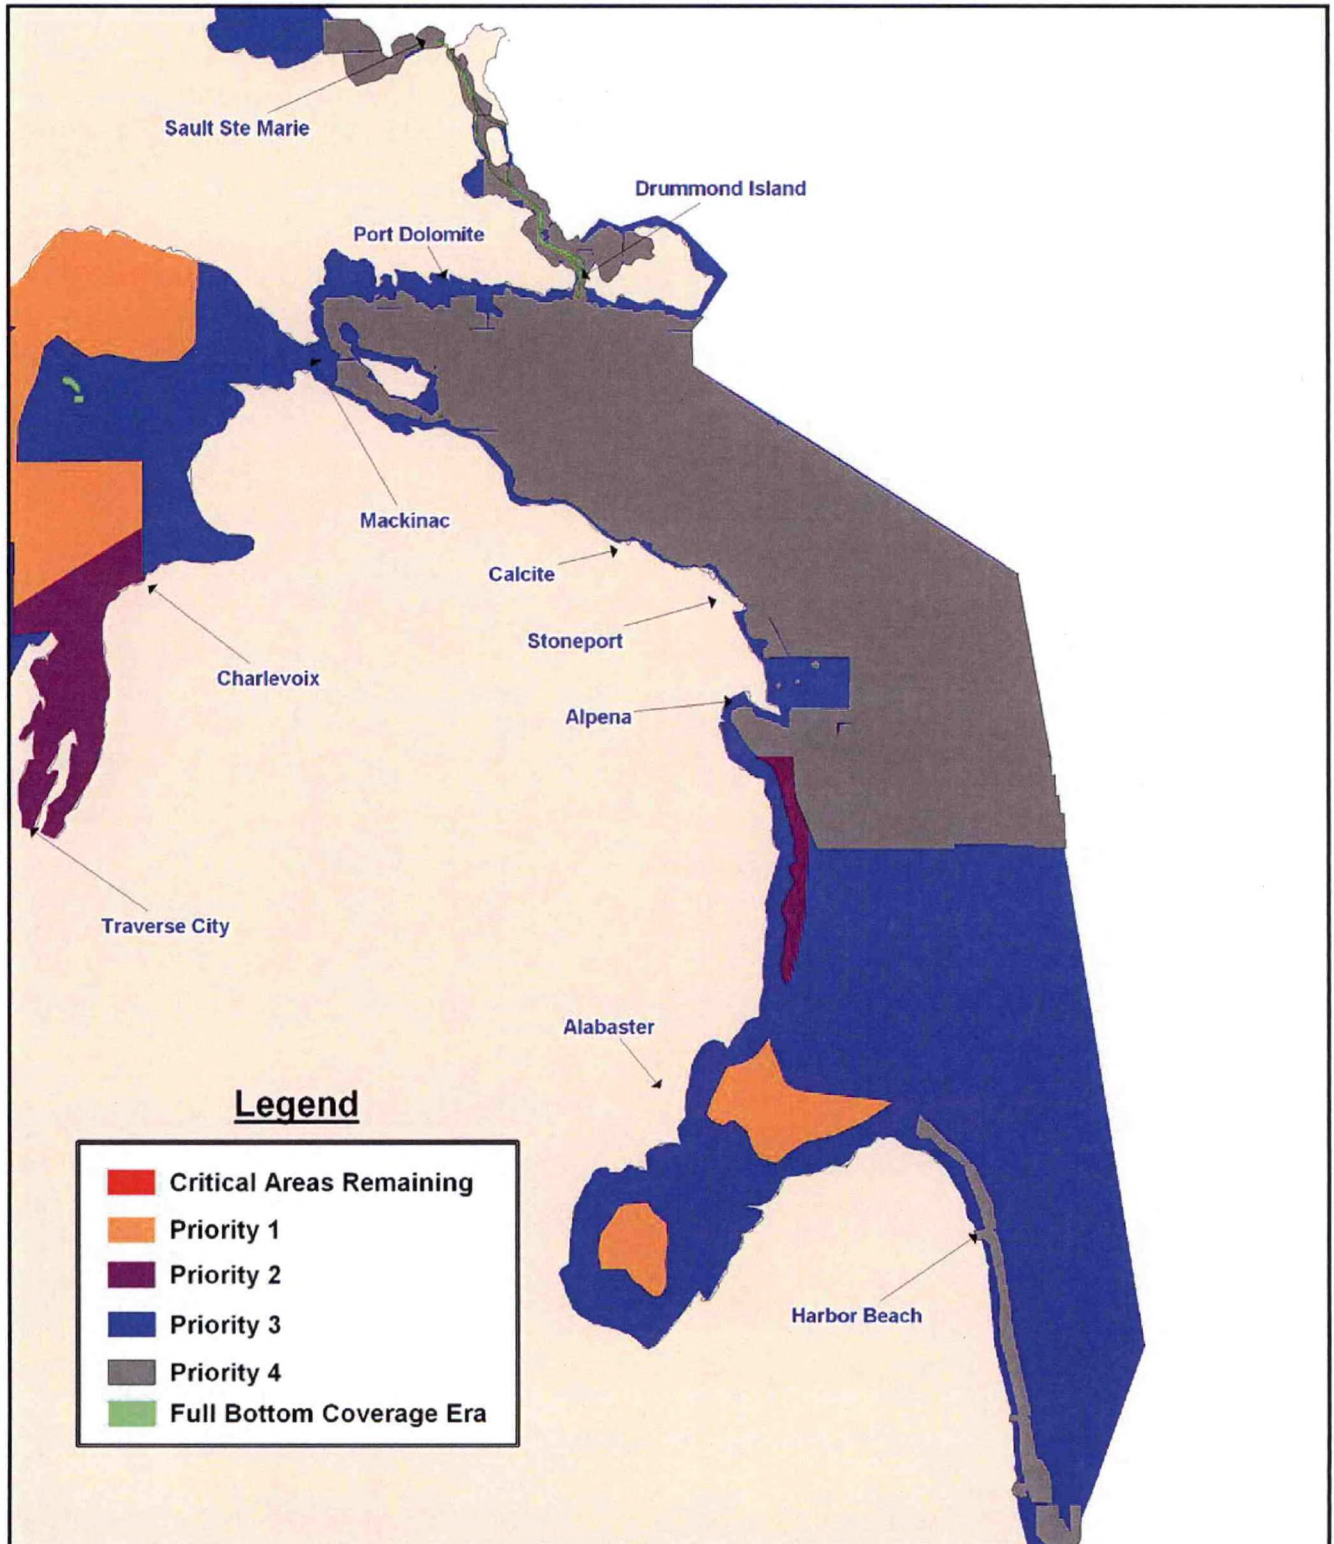 Sault Ste Marie
Drummond Island
Port Dolomite
Mackinac
Calcite
Stoneport
Charlevoix
Alpena
Traverse City
Alabaster
Legend
Critical Areas Remaining
Priority 1
Priority 2
Priority 3
Priority 4
Full Bottom Coverage Era
Harbor Beach